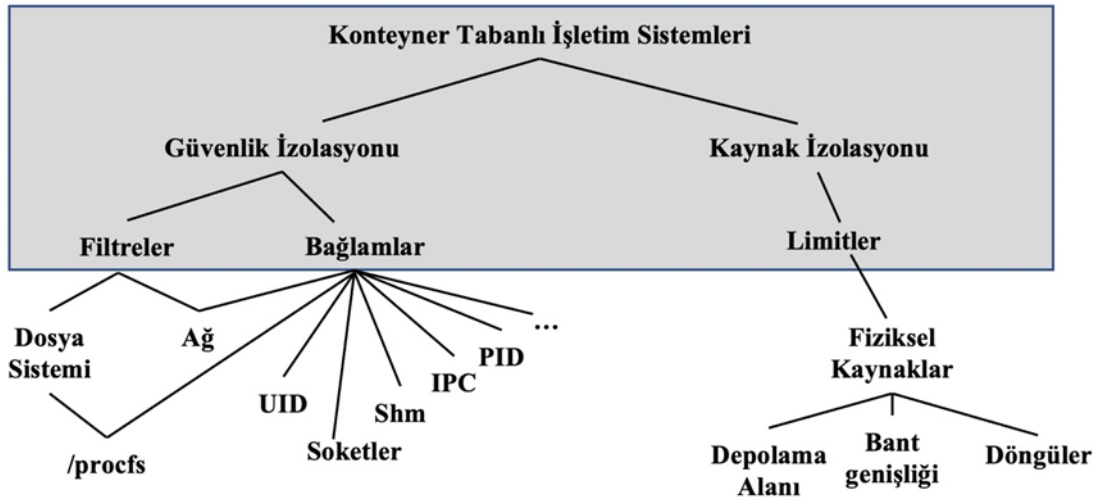 Konteyner Tabanlı İşletim Sistemleri
Güvenlik İzolasyonu
Kaynak İzolasyonu
Filtreler
Bağlamlar
Limitler
Dosya
Sistemi
Ağ
UID
Soketler
Shm
IPC
PID
...
/procfs
Fiziksel
Kaynaklar
Depolama
Alanı
Bant
genişliği
Döngüler